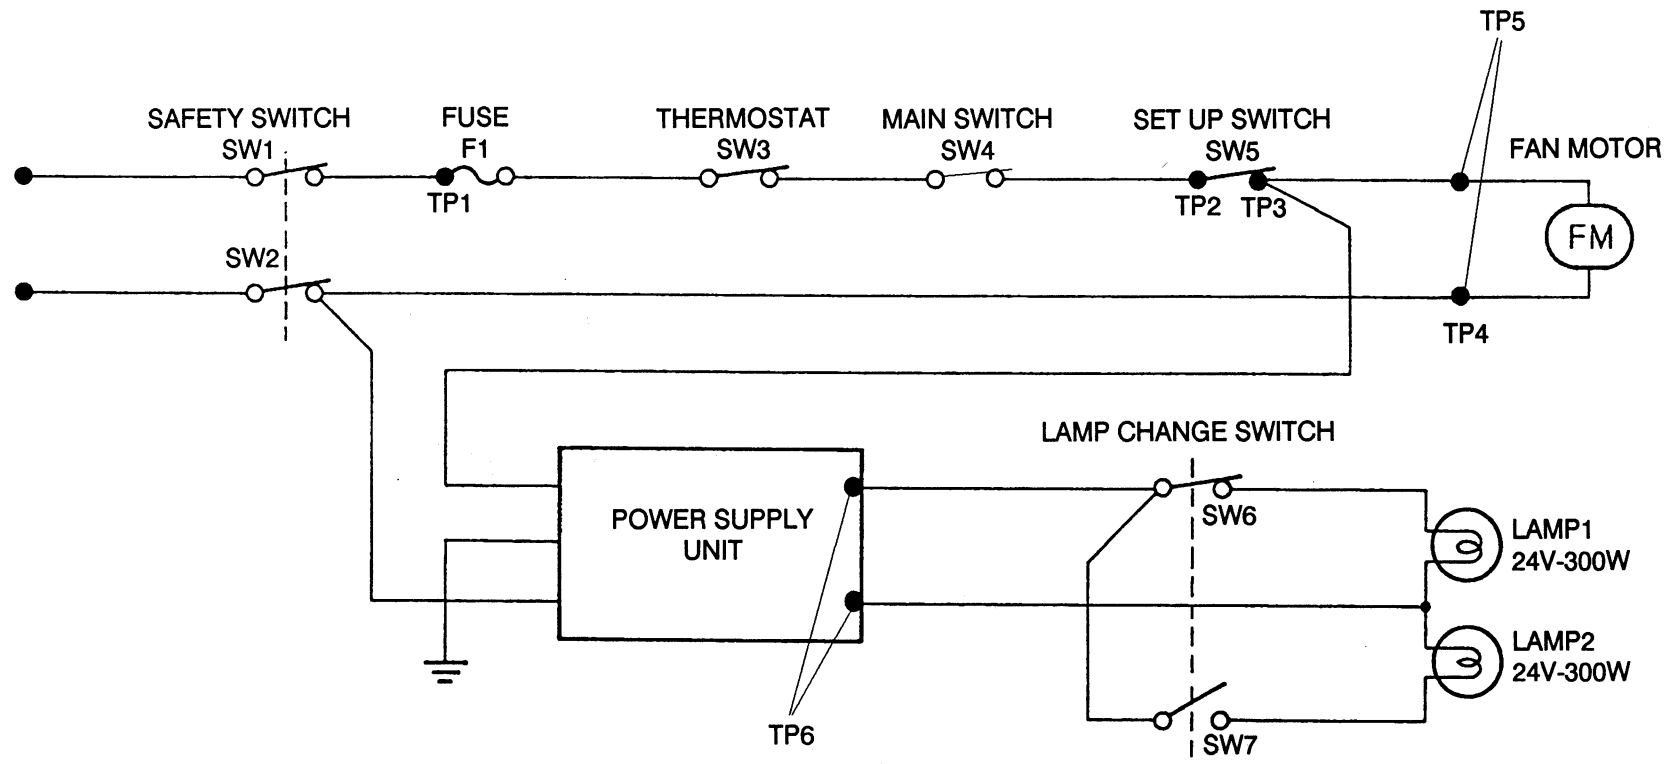 TP5
SAFETY SWITCH
SW1
FUSE
F1
THERMOSTAT
SW3
MAIN SWITCH
SW4
SET UP SWITCH
SW5
FAN MOTOR
TP1
TP2
TP3
FM
SW2
TP4
LAMP CHANGE SWITCH
POWER SUPPLY
UNIT
SW6
LAMP1
24V-300W
LAMP2
24V-300W
TP6
SW7